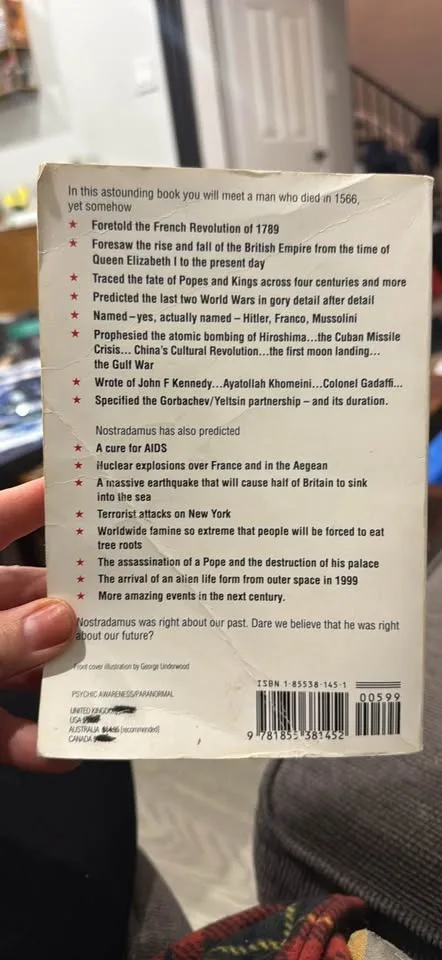 In this astounding book you will meet a man who died in 1566,
yet somehow
★ Foretold the French Revolution of 1789
★ Foresaw the rise and fall of the British Empire from the time of
Queen Elizabeth I to the present day
★ Traced the fate of Popes and Kings across four centuries and more
★ Predicted the last two World Wars in gory detail after detail
★ Named–yes, actually named – Hitler, Franco, Mussolini
★ Prophesied the atomic bombing of Hiroshima...the Cuban Missile
Crisis... China's Cultural Revolution...the first moon landing...
the Gulf War
★ Wrote of John F Kennedy...Ayatollah Khomeini...Colonel Gadaffi...
★ Specified the Gorbachev/Yeltsin partnership – and its duration.
Nostradamus has also predicted
★ A cure for AIDS
★ Nuclear explosions over France and in the Aegean
★ A massive earthquake that will cause half of Britain to sink
into the sea
★ Terrorist attacks on New York
★ Worldwide famine so extreme that people will be forced to eat
tree roots
★ The assassination of a Pope and the destruction of his palace
★ The arrival of an alien life form from outer space in 1999
★ More amazing events in the next century.
Nostradamus was right about our past. Dare we believe that he was right
about our future?
Front cover illustration by George Underwood
PSYCHIC AWARENESS/PARANORMAL
UNITED
USA
AUSTRALIA (recommended)
CANADA
ISBN 1-85538-145-1
00599
9 781855 381452